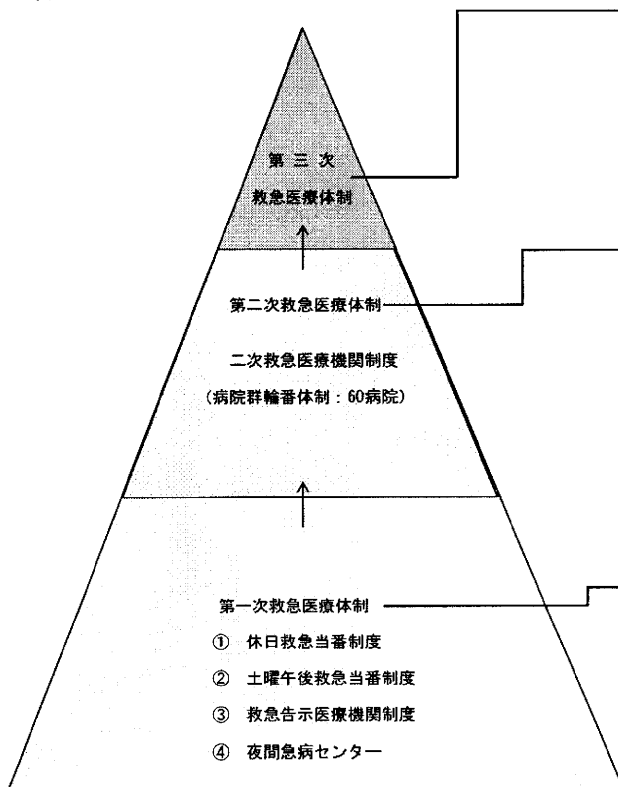 第三次
救急医療体制
第二次救急医療体制
二次救急医療機関制度
(病院群輪番体制：60病院)
第一次救急医療体制
① 休日救急当番制度
② 土曜午後救急当番制度
③ 救急告示医療機関制度
④ 夜間急病センター